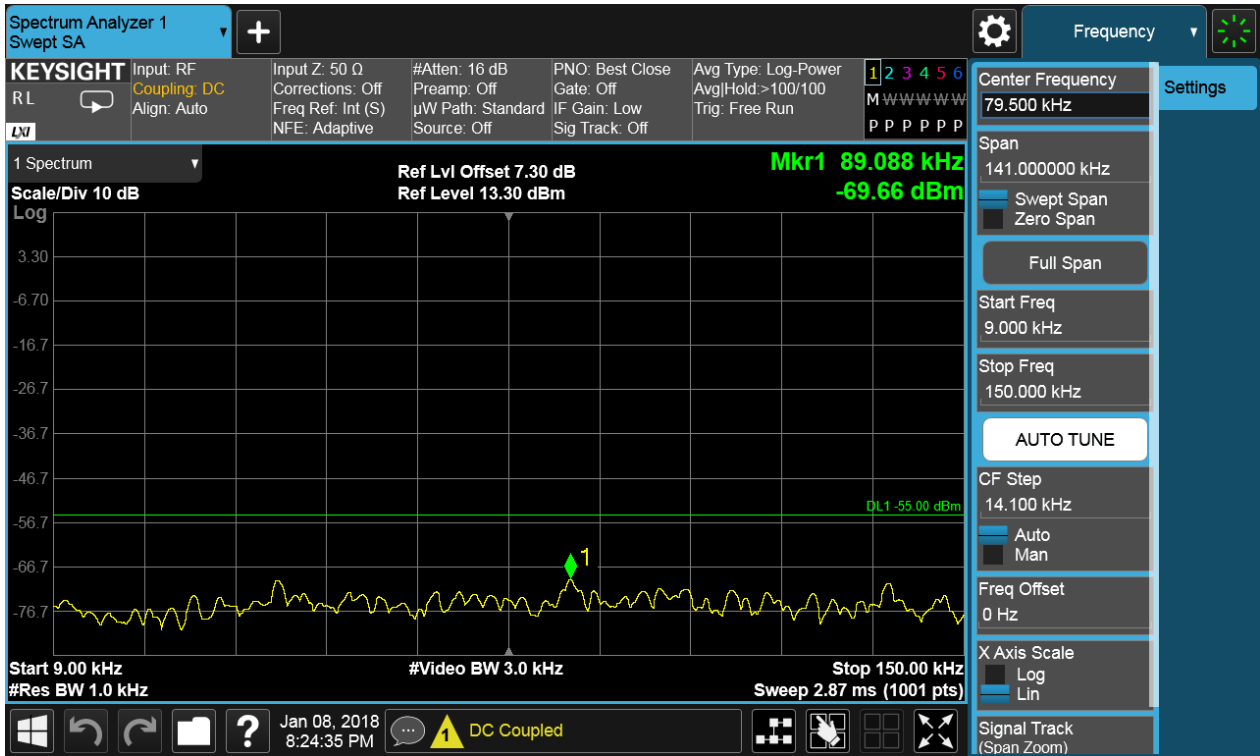 Spectrum Analyzer 1
Swept SA
Frequency
KEYSIGHT
R L
LXI
Input: RF
Coupling: DC
Align: Auto
Input Z: 50 Ω
Corrections: Off
Freq Ref: Int (S)
NFE: Adaptive
#Atten: 16 dB
Preamp: Off
µW Path: Standard
Source: Off
PNO: Best Close
Gate: Off
IF Gain: Low
Sig Track: Off
Avg Type: Log-Power
Avg|Hold:>100/100
Trig: Free Run
1 2 3 4 5 6
M W W W W W
P P P P P P
1 Spectrum
Scale/Div 10 dB
Ref Lvl Offset 7.30 dB
Ref Level 13.30 dBm
Mkr1 89.088 kHz
-69.66 dBm
Log
3.30
-6.70
-16.7
-26.7
-36.7
-46.7
-56.7
-66.7
-76.7
DL1 -55.00 dBm
1
Start 9.00 kHz
#Res BW 1.0 kHz
#Video BW 3.0 kHz
Stop 150.00 kHz
Sweep 2.87 ms (1001 pts)
Center Frequency
79.500 kHz
Span
141.000000 kHz
Swept Span
Zero Span
Full Span
Start Freq
9.000 kHz
Stop Freq
150.000 kHz
AUTO TUNE
CF Step
14.100 kHz
Auto
Man
Freq Offset
0 Hz
X Axis Scale
Log
Lin
Signal Track
(Span Zoom)
Settings
?
Jan 08, 2018
8:24:35 PM
1
DC Coupled